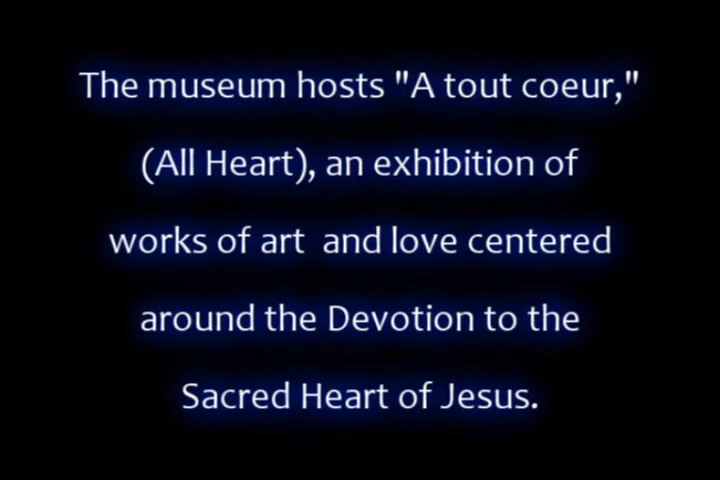 The museum hosts "A tout coeur,"
(All Heart), an exhibition of
works of art  and love centered
around the Devotion to the
Sacred Heart of Jesus.